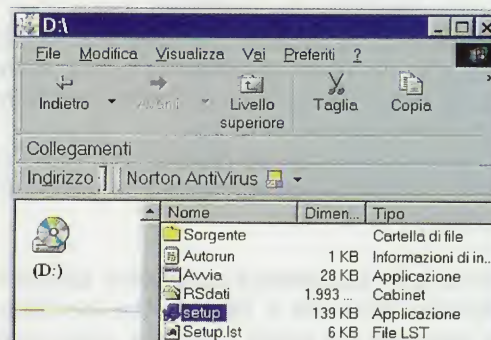 D:\
File Modifica Visualizza Vai Preferiti ?
Indietro Avanti Livello superiore Taglia Copia
Collegamenti
Indirizzo Norton AntiVirus
Nome Dimen... Tipo
(D:)
Sorgente Cartella di file
Autorun 1 KB Informazioni di in...
Avvia 28 KB Applicazione
RSdati 1.993 ... Cabinet
setup 139 KB Applicazione
Setup.lst 6 KB File LST